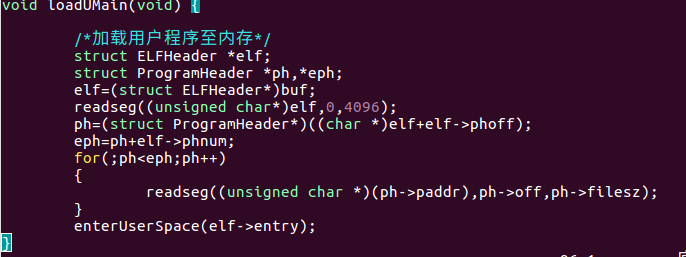 void loadUMain(void) {
/*加载用户程序至内存*/
struct ELFHeader *elf;
struct ProgramHeader *ph,*eph;
elf=(struct ELFHeader*)buf;
readseg((unsigned char*)elf,0,4096);
ph=(struct ProgramHeader*)((char *)elf+elf->phoff);
eph=ph+elf->phnum;
for(;ph<eph;ph++)
{
readseg((unsigned char *)(ph->paddr),ph->off,ph->filesz);
}
enterUserSpace(elf->entry);
}